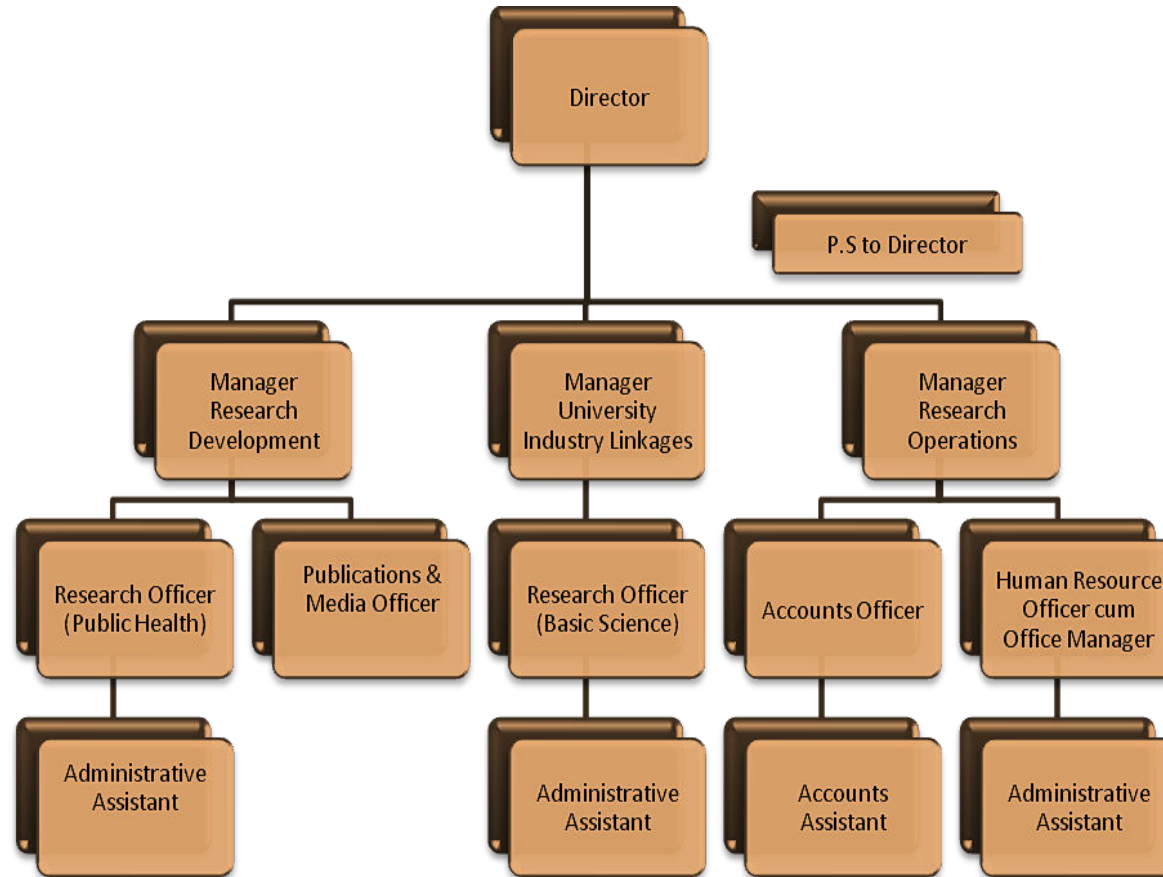 Director
P.S to Director
Manager
Research
Development
Manager
University
Industry Linkages
Manager
Research
Operations
Research Officer
(Public Health)
Publications &
Media Officer
Research Officer
(Basic Science)
Accounts Officer
Human Resource
Officer cum
Office Manager
Administrative
Assistant
Administrative
Assistant
Accounts
Assistant
Administrative
Assistant